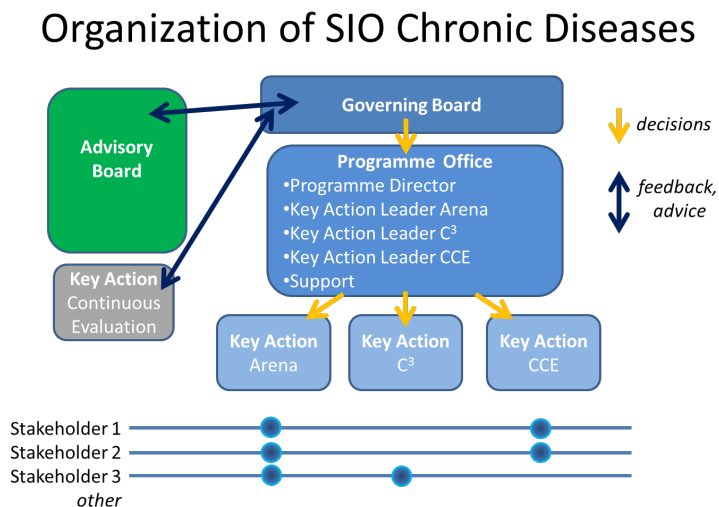 Organization of SIO Chronic Diseases
Governing Board
Advisory
Board
decisions
feedback,
advice
Programme Office
•Programme Director
•Key Action Leader Arena
•Key Action Leader C³
•Key Action Leader CCE
•Support
Key Action
Continuous
Evaluation
Key Action
Arena
Key Action
C³
Key Action
CCE
Stakeholder 1
Stakeholder 2
Stakeholder 3
other